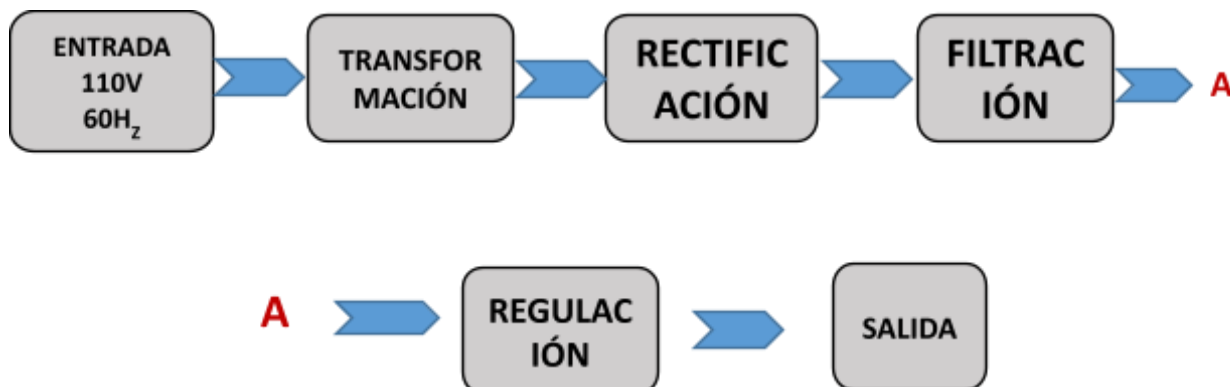 ENTRADA
110V
60Hz
TRANSFOR
MACIÓN
RECTIFIC
ACIÓN
FILTRAC
IÓN
A
A
REGULAC
IÓN
SALIDA